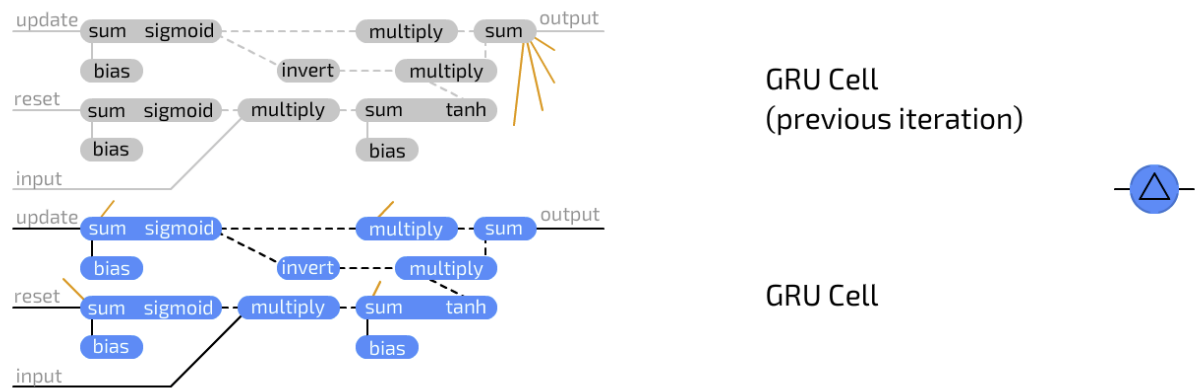 update sum sigmoid multiply sum output
bias invert multiply
reset sum sigmoid multiply sum tanh
bias bias
input
GRU Cell
(previous iteration)
update sum sigmoid multiply sum output
bias invert multiply
reset sum sigmoid multiply sum tanh
bias bias
input
GRU Cell